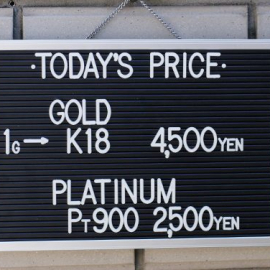 ·TODAY'S PRICE·
GOLD
1G→ K18 4,500YEN
PLATINUM
PT900 2,500YEN